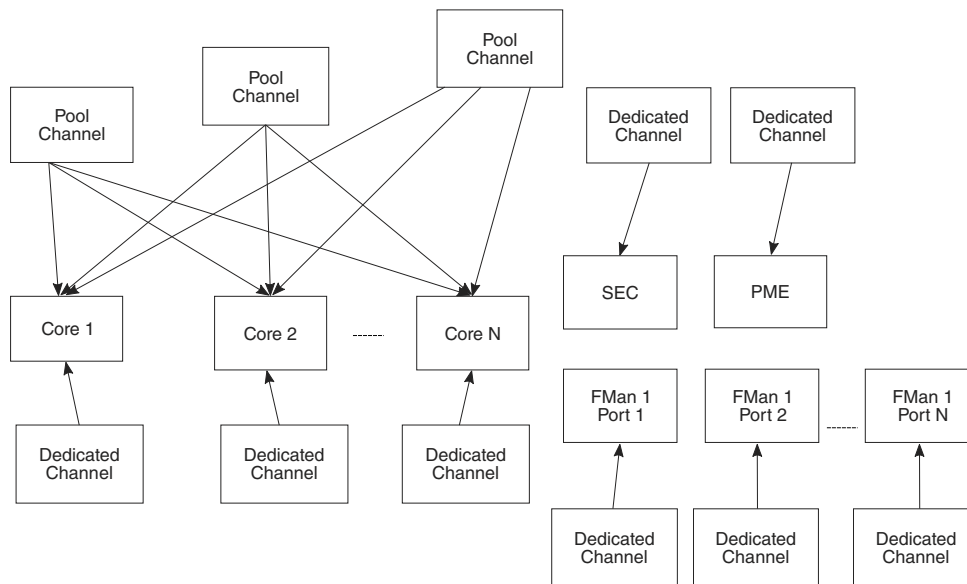 Pool
Channel
Pool
Channel
Pool
Channel
Dedicated
Channel
Dedicated
Channel
SEC
PME
Core 1
Core 2
Core N
FMan 1
Port 1
FMan 1
Port 2
FMan 1
Port N
Dedicated
Channel
Dedicated
Channel
Dedicated
Channel
Dedicated
Channel
Dedicated
Channel
Dedicated
Channel